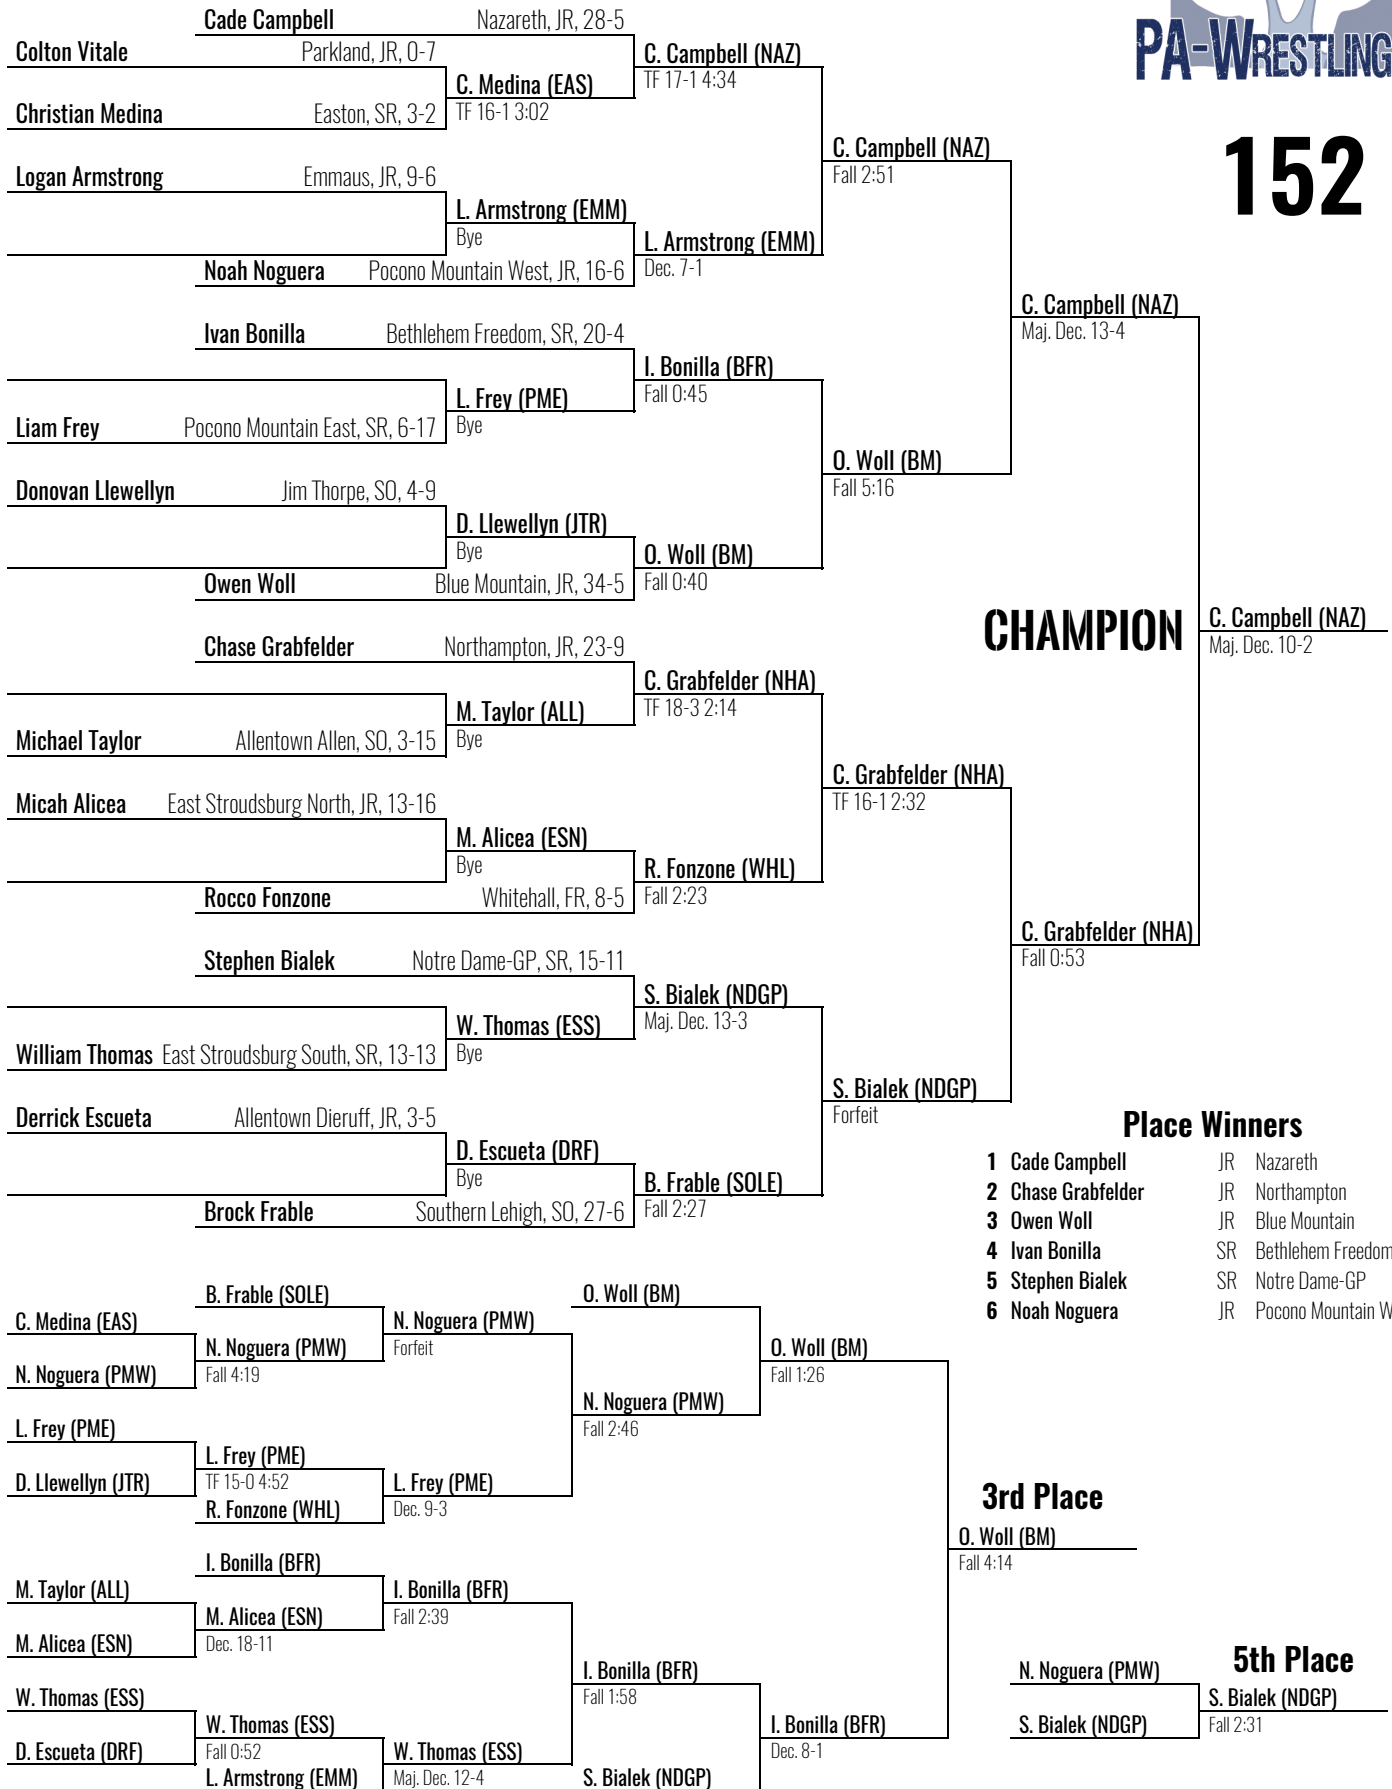 PA-WRESTLING
152
Cade Campbell Nazareth, JR, 28-5
Colton Vitale Parkland, JR, 0-7
C. Campbell (NAZ)
TF 17-1 4:34
C. Medina (EAS)
TF 16-1 3:02
Christian Medina Easton, SR, 3-2
C. Campbell (NAZ)
Fall 2:51
Logan Armstrong Emmaus, JR, 9-6
L. Armstrong (EMM)
Bye
L. Armstrong (EMM)
Dec. 7-1
Noah Noguera Pocono Mountain West, JR, 16-6
C. Campbell (NAZ)
Maj. Dec. 13-4
Ivan Bonilla Bethlehem Freedom, SR, 20-4
I. Bonilla (BFR)
Fall 0:45
L. Frey (PME)
Bye
Liam Frey Pocono Mountain East, SR, 6-17
O. Woll (BM)
Fall 5:16
Donovan Llewellyn Jim Thorpe, SO, 4-9
D. Llewellyn (JTR)
Bye
O. Woll (BM)
Fall 0:40
Owen Woll Blue Mountain, JR, 34-5
CHAMPION
C. Campbell (NAZ)
Maj. Dec. 10-2
Chase Grabfelder Northampton, JR, 23-9
C. Grabfelder (NHA)
TF 18-3 2:14
M. Taylor (ALL)
Bye
Michael Taylor Allentown Allen, SO, 3-15
C. Grabfelder (NHA)
TF 16-1 2:32
Micah Alicea East Stroudsburg North, JR, 13-16
M. Alicea (ESN)
Bye
R. Fonzone (WHL)
Fall 2:23
Rocco Fonzone Whitehall, FR, 8-5
C. Grabfelder (NHA)
Fall 0:53
Stephen Bialek Notre Dame-GP, SR, 15-11
S. Bialek (NDGP)
Maj. Dec. 13-3
W. Thomas (ESS)
Bye
William Thomas East Stroudsburg South, SR, 13-13
S. Bialek (NDGP)
Forfeit
Derrick Escueta Allentown Dieruff, JR, 3-5
D. Escueta (DRF)
Bye
B. Frable (SOLE)
Fall 2:27
Brock Frable Southern Lehigh, SO, 27-6
Place Winners
1 Cade Campbell JR Nazareth
2 Chase Grabfelder JR Northampton
3 Owen Woll JR Blue Mountain
4 Ivan Bonilla SR Bethlehem Freedom
5 Stephen Bialek SR Notre Dame-GP
6 Noah Noguera JR Pocono Mountain W
B. Frable (SOLE)
C. Medina (EAS)
N. Noguera (PMW)
Forfeit
N. Noguera (PMW)
Fall 4:19
N. Noguera (PMW)
O. Woll (BM)
O. Woll (BM)
Fall 1:26
N. Noguera (PMW)
Fall 2:46
L. Frey (PME)
L. Frey (PME)
TF 15-0 4:52
D. Llewellyn (JTR)
L. Frey (PME)
Dec. 9-3
R. Fonzone (WHL)
3rd Place
O. Woll (BM)
Fall 4:14
I. Bonilla (BFR)
M. Taylor (ALL)
I. Bonilla (BFR)
Fall 2:39
M. Alicea (ESN)
Dec. 18-11
M. Alicea (ESN)
I. Bonilla (BFR)
Fall 1:58
W. Thomas (ESS)
W. Thomas (ESS)
Fall 0:52
D. Escueta (DRF)
W. Thomas (ESS)
Maj. Dec. 12-4
L. Armstrong (EMM)
I. Bonilla (BFR)
Dec. 8-1
S. Bialek (NDGP)
5th Place
N. Noguera (PMW)
S. Bialek (NDGP)
Fall 2:31
S. Bialek (NDGP)